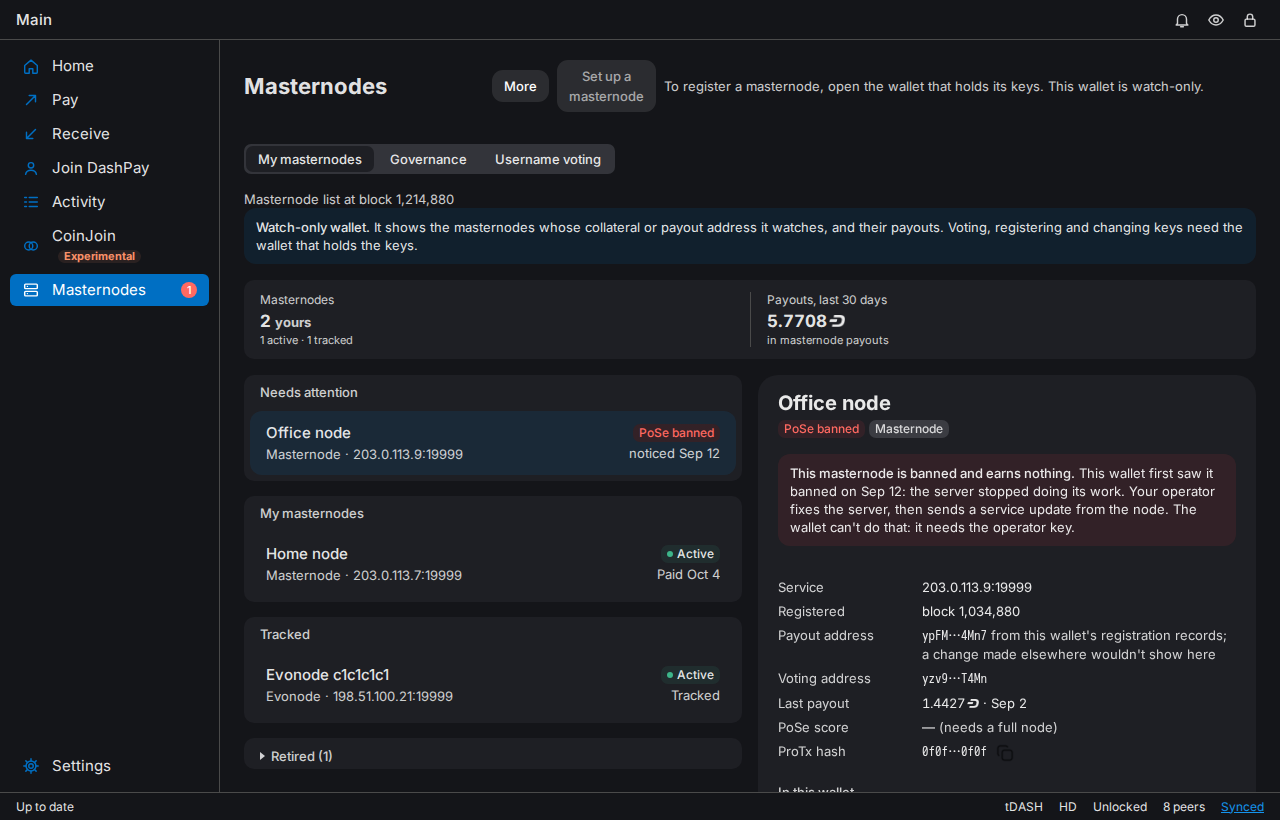 Main
Home
Pay
Receive
Join DashPay
Activity
CoinJoin
Experimental
Masternodes
1
Settings
Masternodes
More
Set up a
masternode
To register a masternode, open the wallet that holds its keys. This wallet is watch-only.
My masternodes
Governance
Username voting
Masternode list at block 1,214,880
Watch-only wallet. It shows the masternodes whose collateral or payout address it watches, and their payouts. Voting, registering and changing keys need the
wallet that holds the keys.
Masternodes
2 yours
1 active · 1 tracked
Payouts, last 30 days
5.7708
in masternode payouts
Needs attention
Office node
PoSe banned
Masternode · 203.0.113.9:19999
noticed Sep 12
My masternodes
Home node
Active
Masternode · 203.0.113.7:19999
Paid Oct 4
Tracked
Evonode c1c1c1c1
Active
Evonode · 198.51.100.21:19999
Tracked
Retired (1)
Office node
PoSe banned
Masternode
This masternode is banned and earns nothing. This wallet first saw it
banned on Sep 12: the server stopped doing its work. Your operator
fixes the server, then sends a service update from the node. The
wallet can't do that: it needs the operator key.
Service
203.0.113.9:19999
Registered
block 1,034,880
Payout address
ypFM···4Mn7 from this wallet's registration records;
a change made elsewhere wouldn't show here
Voting address
yzv9···T4Mn
Last payout
1.4427 · Sep 2
PoSe score
— (needs a full node)
ProTx hash
0f0f···0f0f
In this wallet
Up to date
tDASH
HD
Unlocked
8 peers
Synced